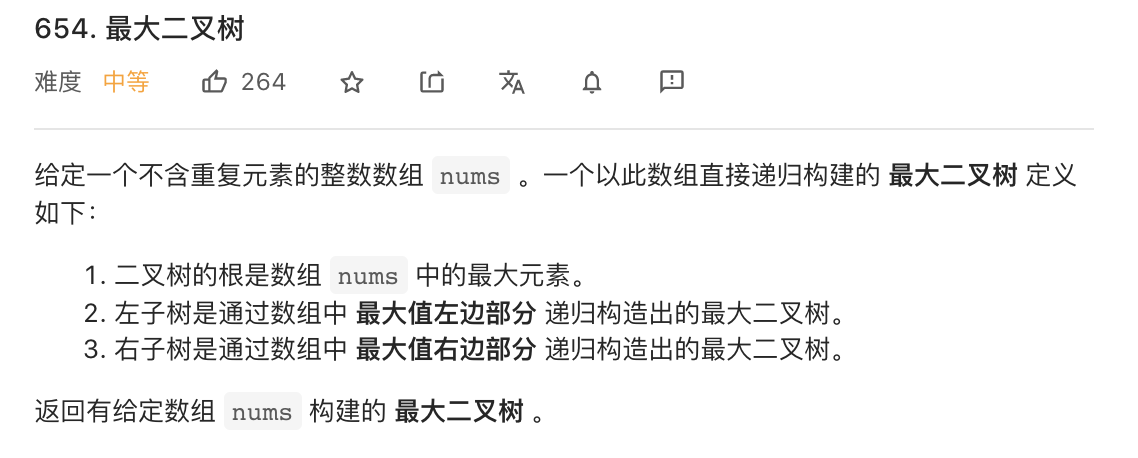 654. 最大二叉树
难度 中等 264
给定一个不含重复元素的整数数组 nums 。一个以此数组直接递归构建的 最大二叉树 定义
如下：
1. 二叉树的根是数组 nums 中的最大元素。
2. 左子树是通过数组中 最大值左边部分 递归构造出的最大二叉树。
3. 右子树是通过数组中 最大值右边部分 递归构造出的最大二叉树。
返回有给定数组 nums 构建的 最大二叉树 。